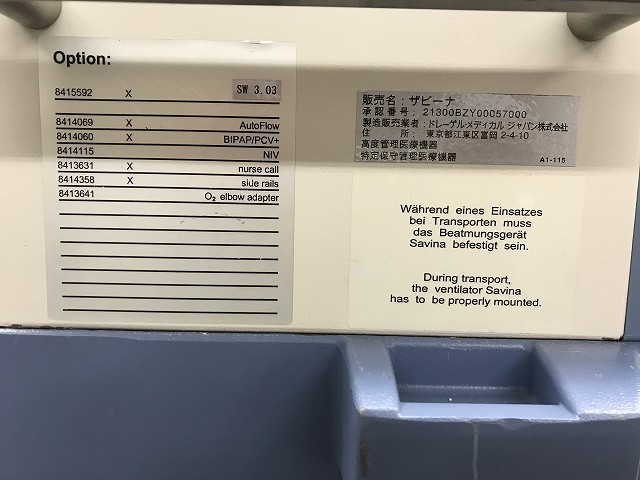 Option:
8415592 X SW 3.03
8414069 X AutoFlow
8414060 X BIPAP/PCV+
8414115 NIV
8413631 X nurse call
8414358 X side rails
8413641 O₂ elbow adapter
販売名：ザビーナ
承認番号：21300BZY00057000
製造販売業者：ドレーゲル・メディカル ジャパン株式会社
住　所：東京都江東区富岡 2-4-10
高度管理医療機器
特定保守管理医療機器 A1-115
Während eines Einsatzes
bei Transporten muss
das Beatmungsgerät
Savina befestigt sein.
During transport,
the ventilator Savina
has to be properly mounted.